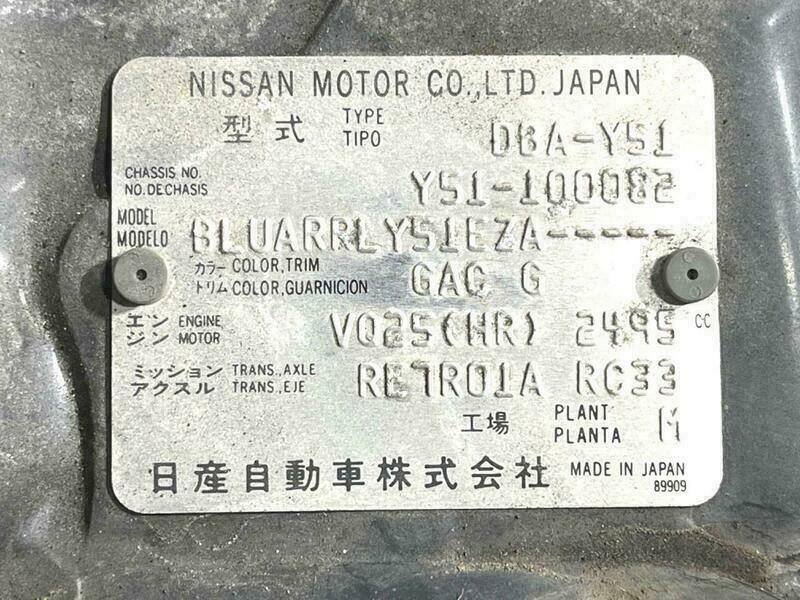 NISSAN MOTOR CO.,LTD. JAPAN
型式 TYPE TIPO DBA-Y51
CHASSIS NO. NO. DE CHASIS Y51-100082
MODEL MODELO BLUARRLY51EZA-----
カラー COLOR,TRIM トリム COLOR,GUARNICION GAG G
エンジン ENGINE MOTOR VQ25(HR) 2495 CC
ミッション TRANS.,AXLE アクスル TRANS.,EJE RE7R01A RC33
工場 PLANT PLANTA M
日産自動車株式会社 MADE IN JAPAN
89909